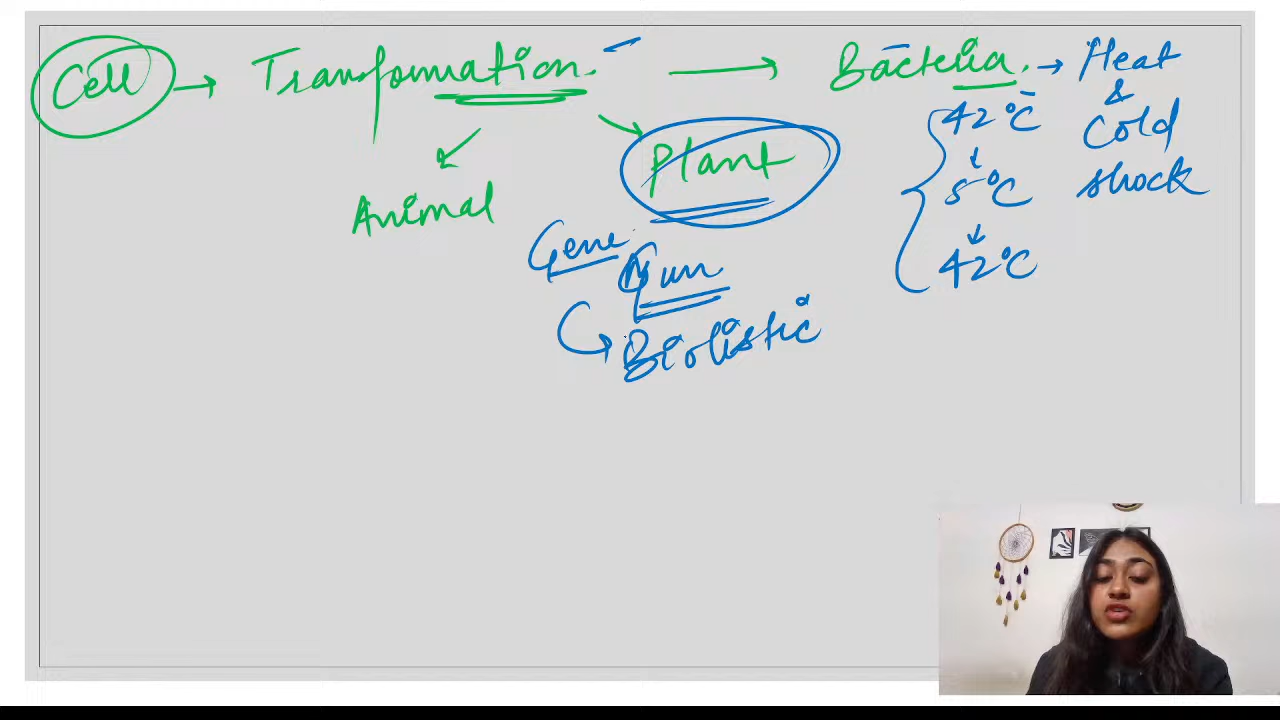 Cell → Transformation. → Bacteria. → Heat
& Cold shock
42°C
↓
5°C
↓
42°C
Plant
Animal
Gene
Gun
Biolistic